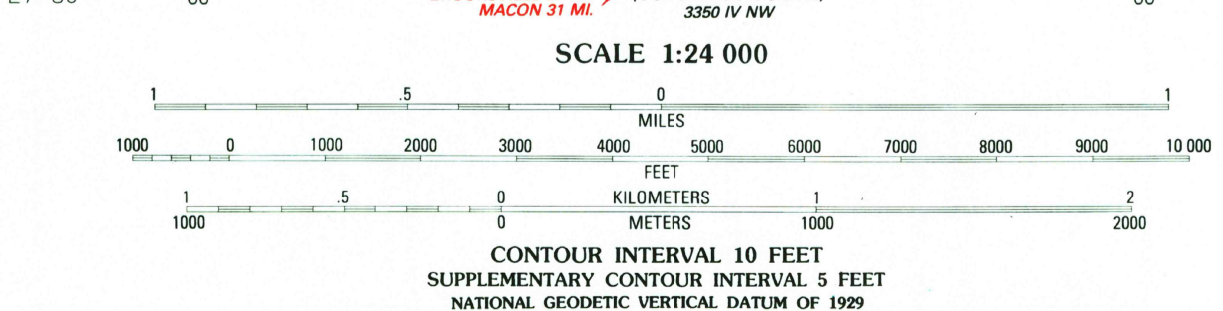 MACON 31 MI.
3350 IV NW
SCALE 1:24 000
1 .5 0 1
MILES
1000 0 1000 2000 3000 4000 5000 6000 7000 8000 9000 10 000
FEET
1 .5 0 KILOMETERS 1 2
1000 0 METERS 1000 2000
CONTOUR INTERVAL 10 FEET
SUPPLEMENTARY CONTOUR INTERVAL 5 FEET
NATIONAL GEODETIC VERTICAL DATUM OF 1929